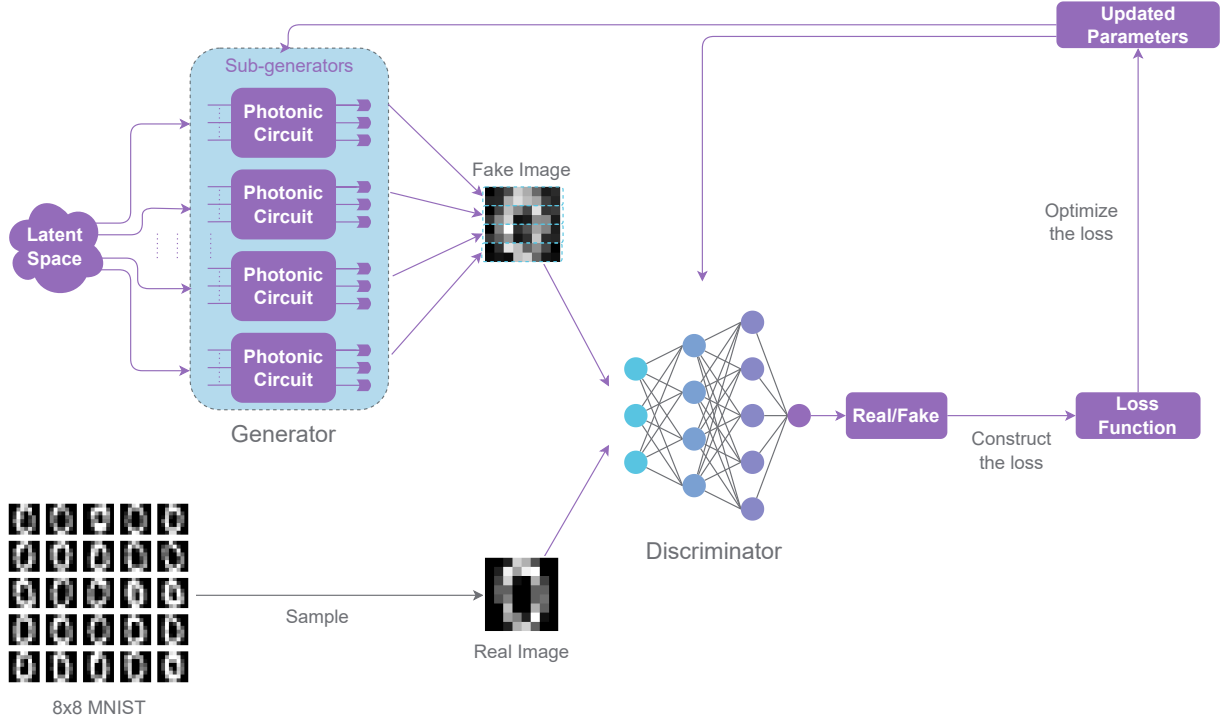 Updated
Parameters
Sub-generators
Photonic
Circuit
Photonic
Circuit
Photonic
Circuit
Photonic
Circuit
Latent
Space
Generator
Fake Image
Optimize
the loss
Real/Fake
Construct
the loss
Loss
Function
Discriminator
Sample
Real Image
8x8 MNIST